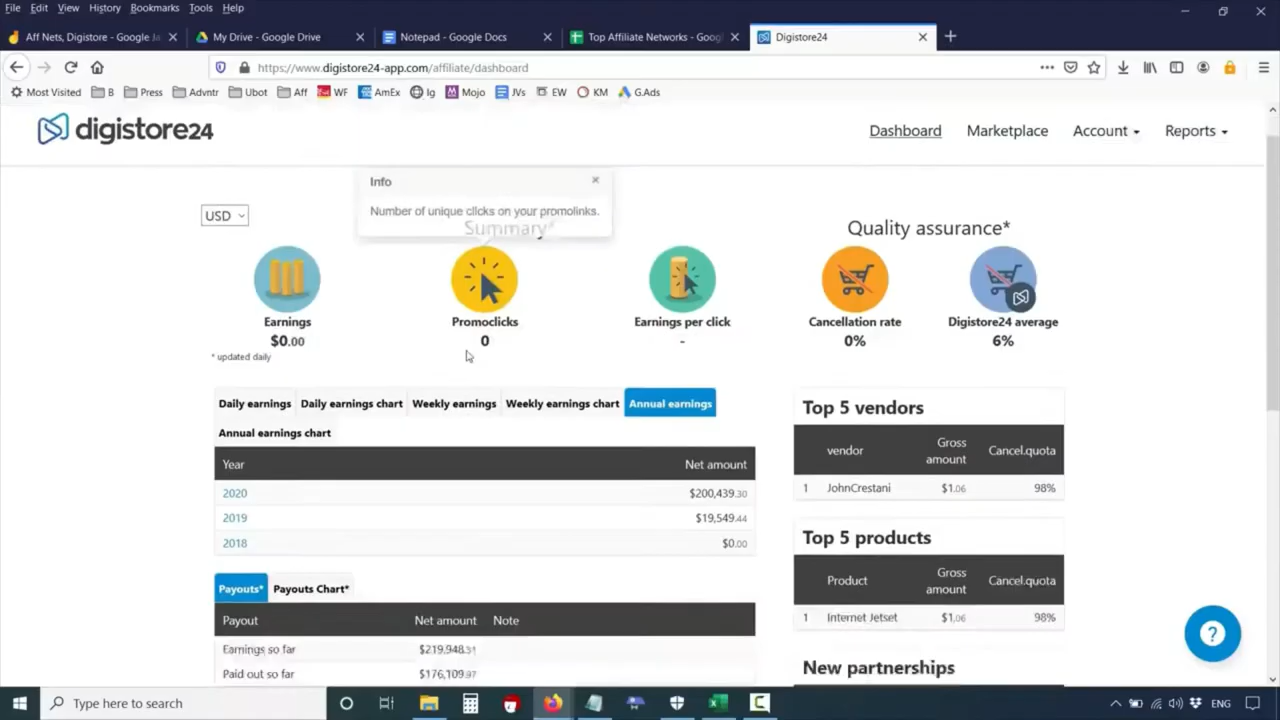 File Edit View History Bookmarks Tools Help
Aff Nets, Digistore - Google Ja
My Drive - Google Drive
Notepad - Google Docs
Top Affiliate Networks - Googl
Digistore24
https://www.digistore24-app.com/affiliate/dashboard
Most Visited B Press Advntr Ubot Aff WF AmEx Ig Mojo JVs EW KM G.Ads
digistore24
Dashboard Marketplace Account Reports
Info
Number of unique clicks on your promolinks.
USD
Summary*
Quality assurance*
Earnings
$0.00
* updated daily
Promoclicks
0
Earnings per click
-
Cancellation rate
0%
Digistore24 average
6%
Daily earnings Daily earnings chart Weekly earnings Weekly earnings chart Annual earnings
Annual earnings chart
Year Net amount
2020 $200,439.30
2019 $19,549.44
2018 $0.00
Payouts* Payouts Chart*
Payout Net amount Note
Earnings so far $219,948.31
Paid out so far $176,109.97
Top 5 vendors
vendor Gross amount Cancel.quota
1 JohnCrestani $1.06 98%
Top 5 products
Product Gross amount Cancel.quota
1 Internet Jetset $1.06 98%
New partnerships
?
Type here to search
ENG